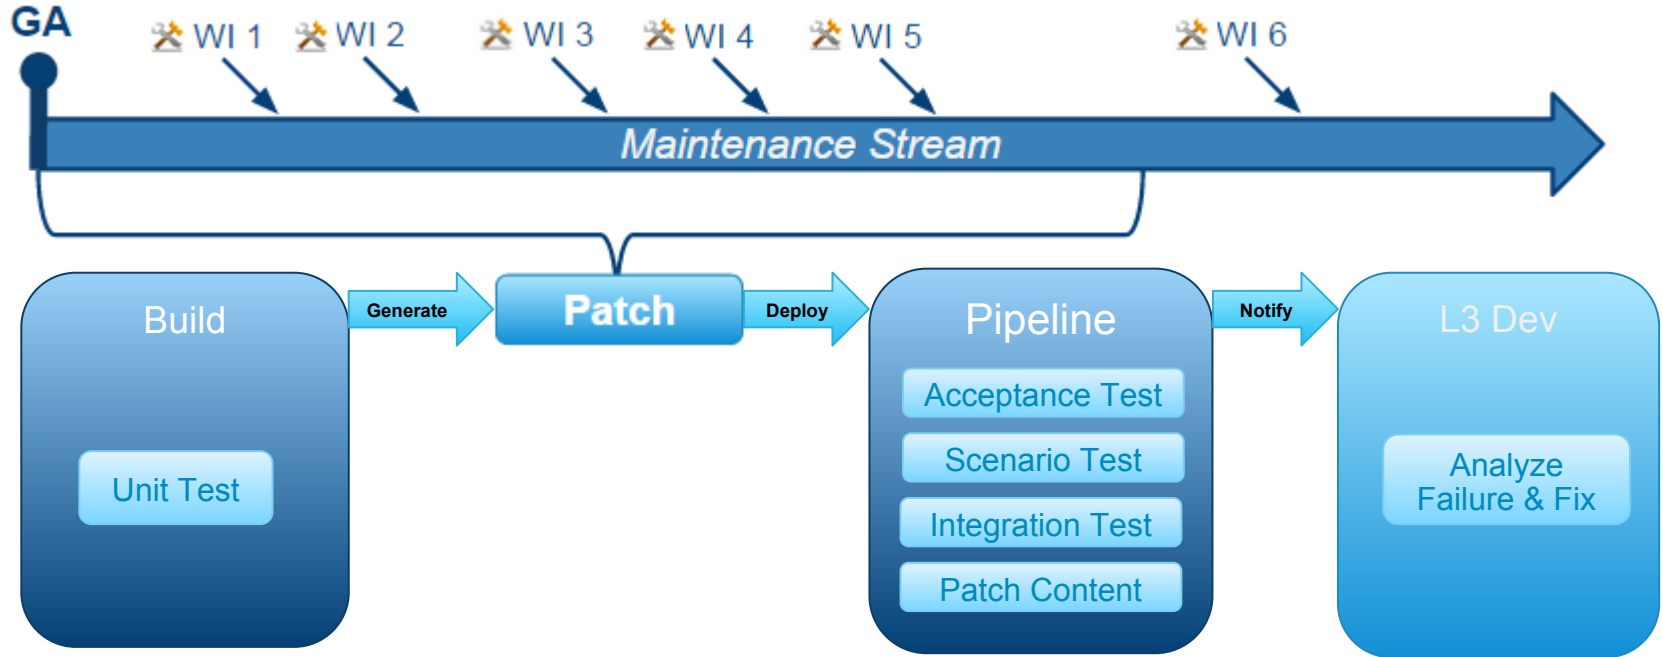 GA
WI 1
WI 2
WI 3
WI 4
WI 5
WI 6
Maintenance Stream
Build
Generate
Patch
Deploy
Pipeline
Notify
L3 Dev
Unit Test
Acceptance Test
Scenario Test
Integration Test
Patch Content
Analyze
Failure & Fix